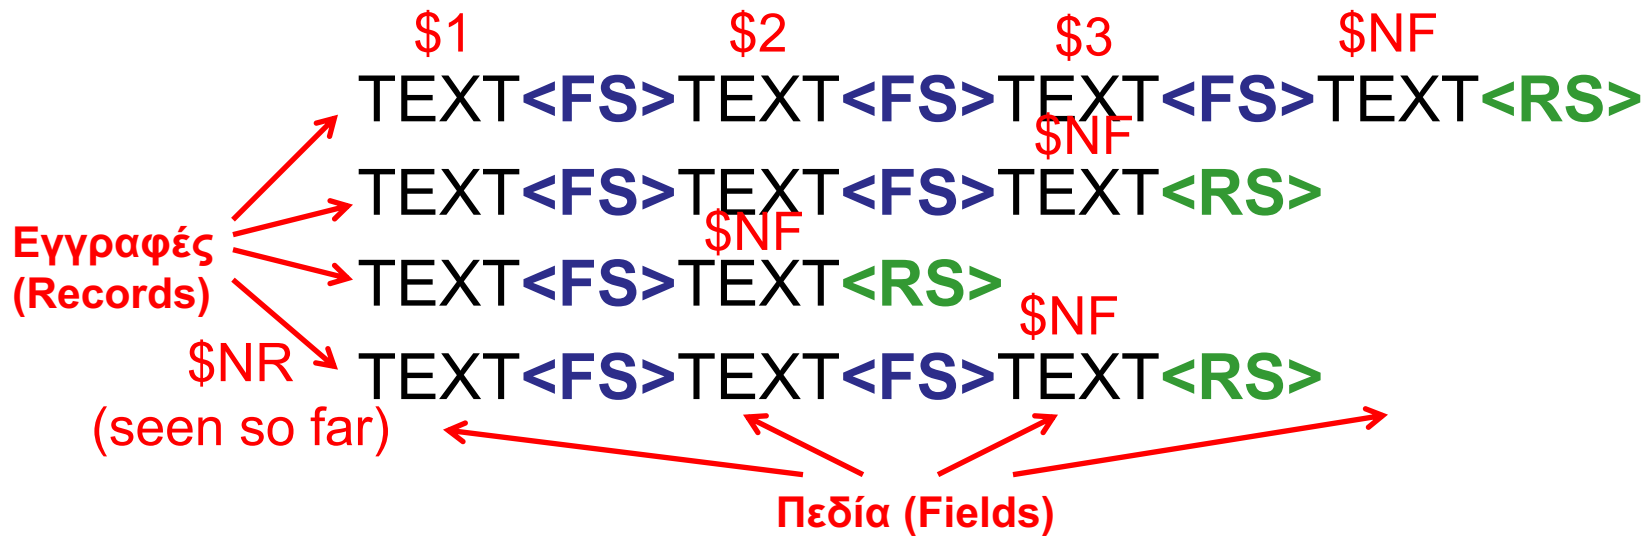 $1 $2 $3 $NF
TEXT<FS>TEXT<FS>TEXT<FS>TEXT<RS>
$NF
TEXT<FS>TEXT<FS>TEXT<RS>
$NF
TEXT<FS>TEXT<RS>
$NF
TEXT<FS>TEXT<FS>TEXT<RS>
Εγγραφές
(Records)
$NR
(seen so far)
Πεδία (Fields)